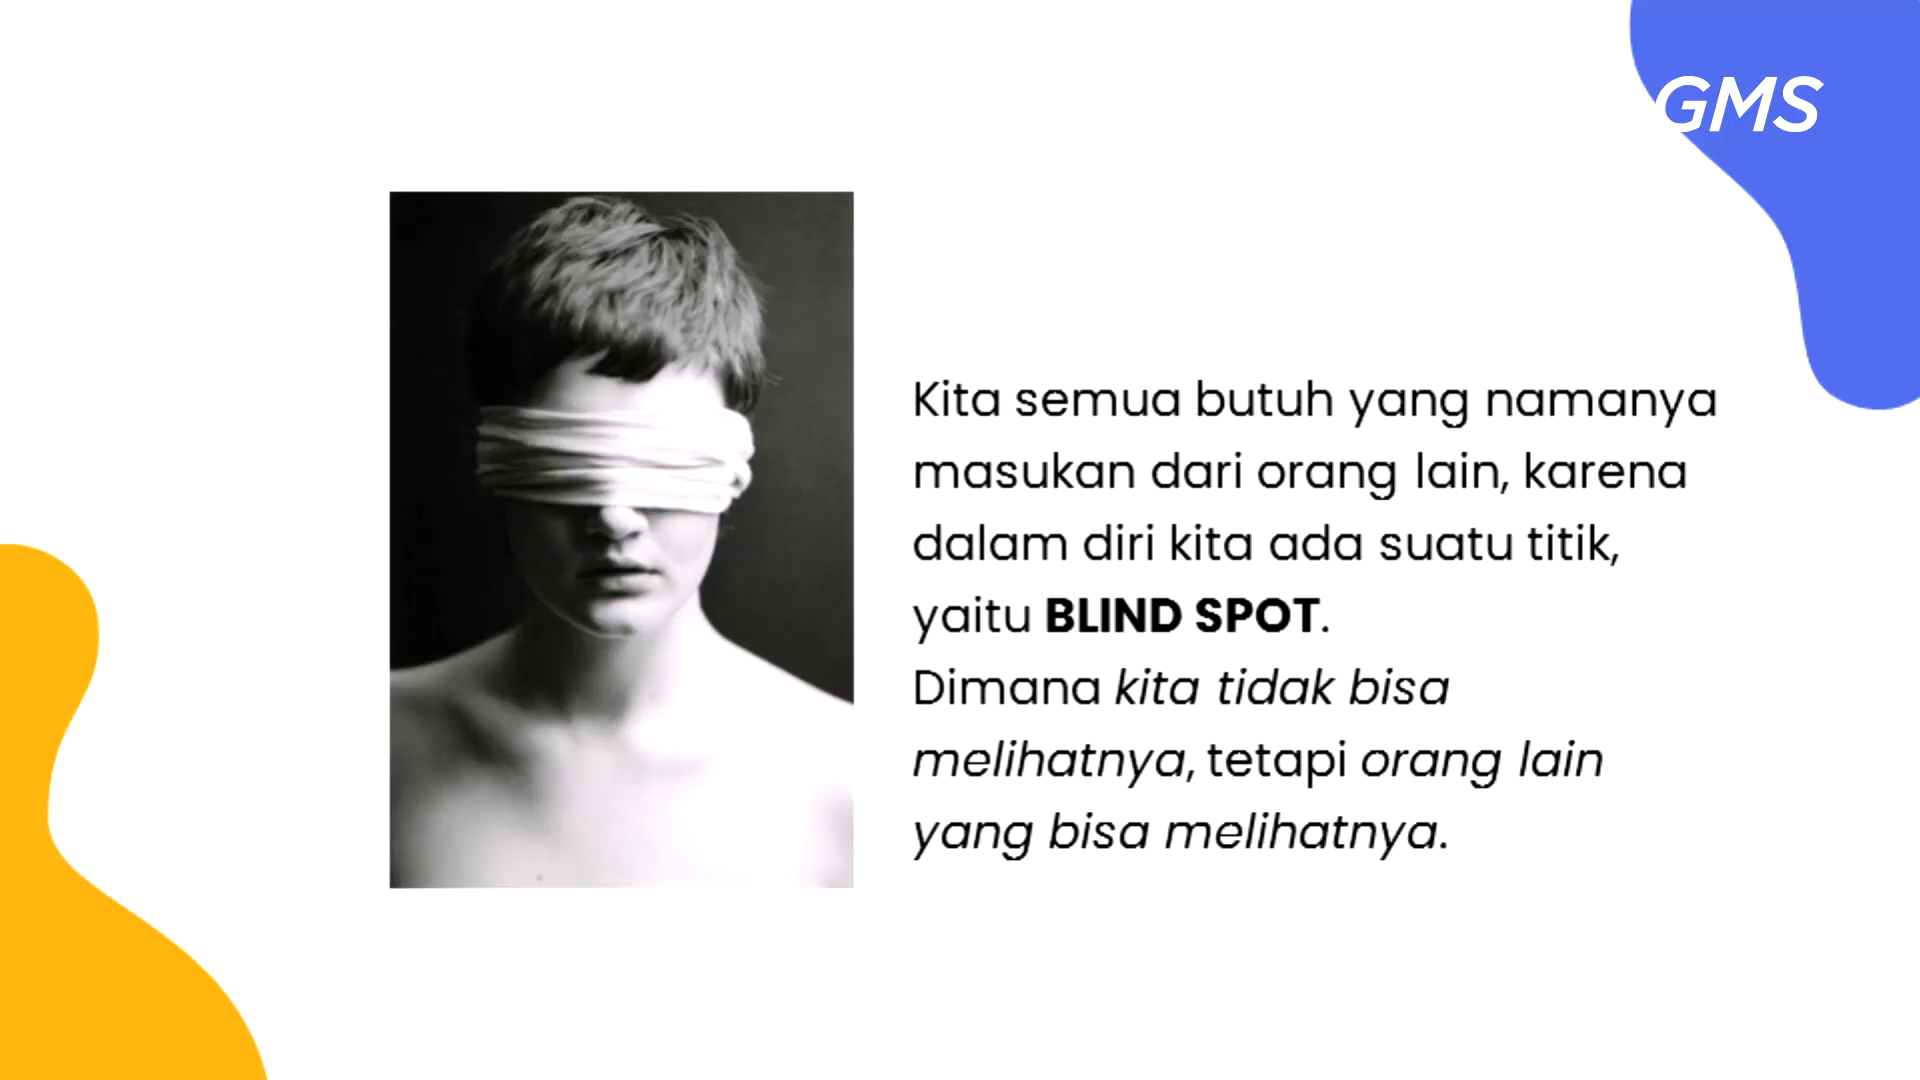 GMS
Kita semua butuh yang namanya
masukan dari orang lain, karena
dalam diri kita ada suatu titik,
yaitu BLIND SPOT.
Dimana kita tidak bisa
melihatnya, tetapi orang lain
yang bisa melihatnya.